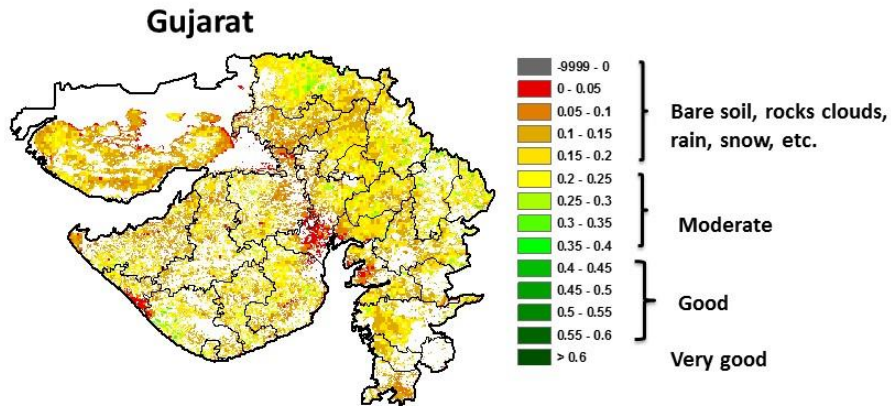 Gujarat
-9999 - 0
0 - 0.05
0.05 - 0.1
0.1 - 0.15
0.15 - 0.2
0.2 - 0.25
0.25 - 0.3
0.3 - 0.35
0.35 - 0.4
0.4 - 0.45
0.45 - 0.5
0.5 - 0.55
0.55 - 0.6
> 0.6
Bare soil, rocks clouds,
rain, snow, etc.
Moderate
Good
Very good